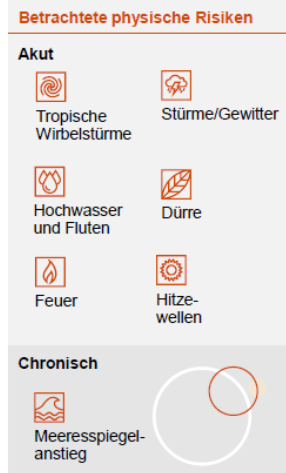 Betrachtete physische Risiken
Akut
Tropische
Wirbelstürme
Stürme/Gewitter
Hochwasser
und Fluten
Dürre
Feuer
Hitze-
wellen
Chronisch
Meeresspiegel-
anstieg